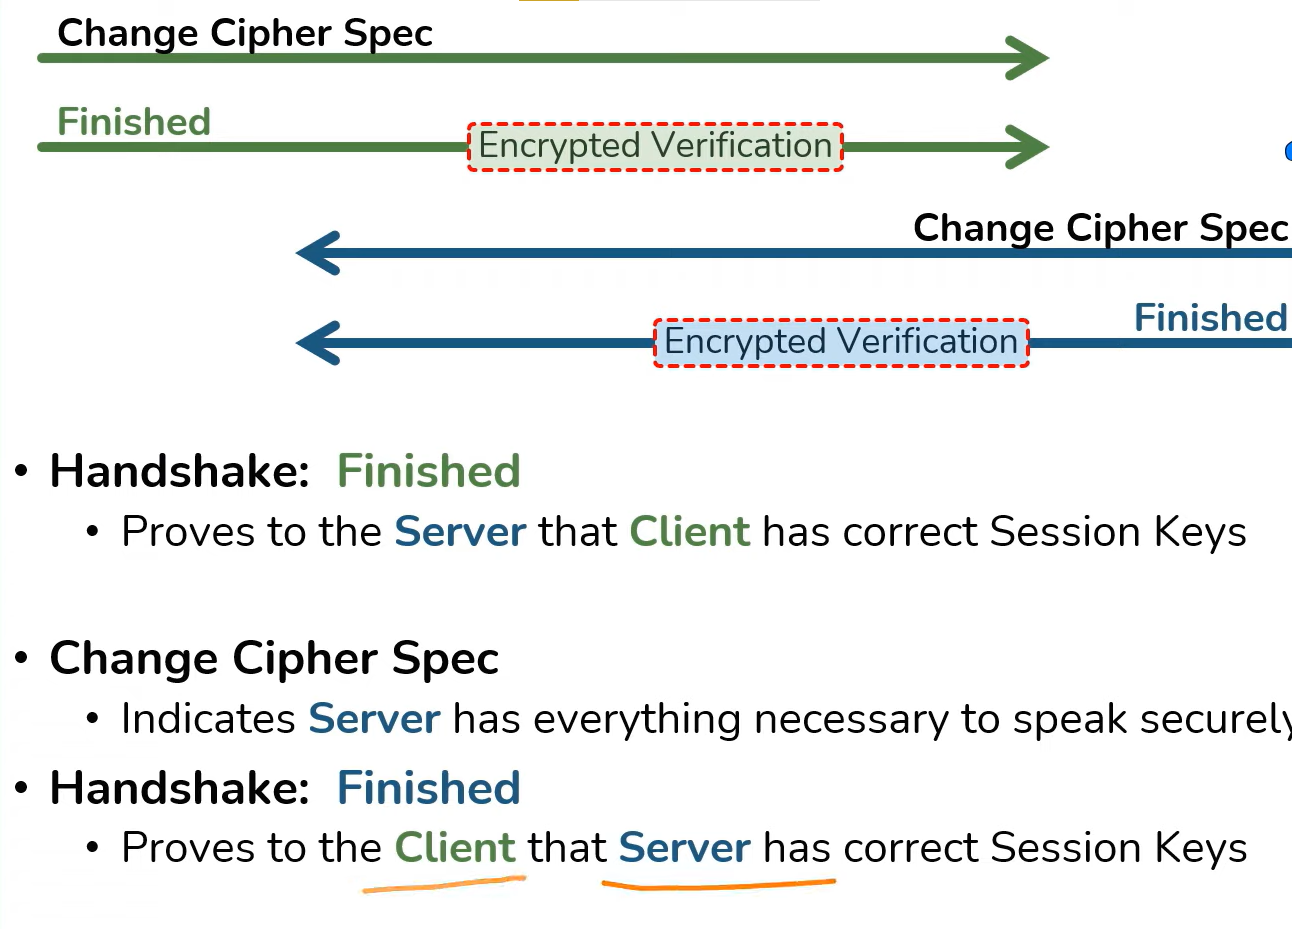 Change Cipher Spec
Finished
Encrypted Verification
Change Cipher Spec
Finished
Encrypted Verification
• Handshake: Finished
• Proves to the Server that Client has correct Session Keys
• Change Cipher Spec
• Indicates Server has everything necessary to speak securely
• Handshake: Finished
• Proves to the Client that Server has correct Session Keys